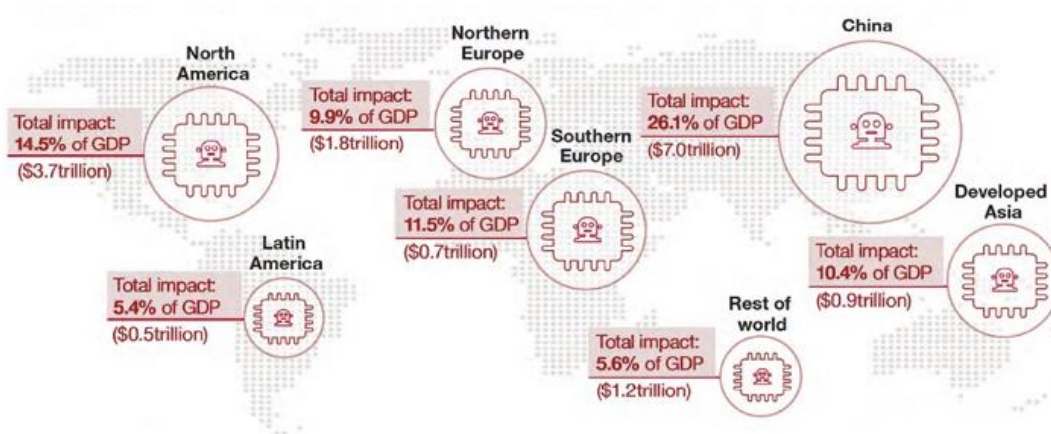 North
America
Total impact:
14.5% of GDP
($3.7trillion)
Northern
Europe
Total impact:
9.9% of GDP
($1.8trillion)
China
Total impact:
26.1% of GDP
($7.0trillion)
Southern
Europe
Total impact:
11.5% of GDP
($0.7trillion)
Developed
Asia
Total impact:
10.4% of GDP
($0.9trillion)
Latin
America
Total impact:
5.4% of GDP
($0.5trillion)
Rest of
world
Total impact:
5.6% of GDP
($1.2trillion)